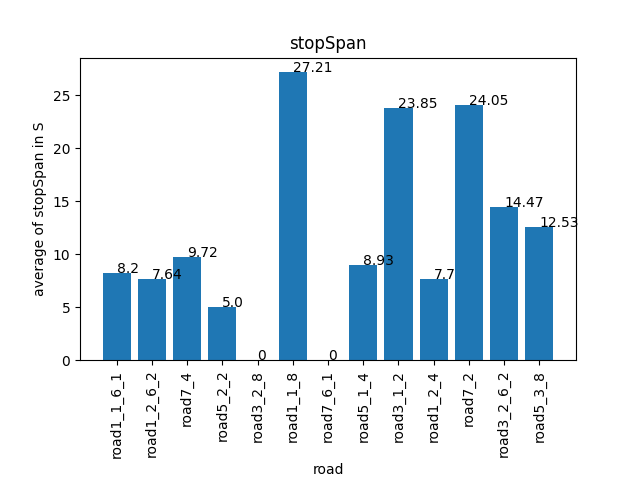 stopSpan
average of stopSpan in S
25
20
15
10
5
0
8.2
7.64
9.72
5.0
0
27.21
0
8.93
23.85
7.7
24.05
14.47
12.53
road1_1_6_1
road1_2_6_2
road7_4
road5_2_2
road3_2_8
road1_1_8
road7_6_1
road5_1_4
road3_1_2
road1_2_4
road7_2
road3_2_6_2
road5_3_8
road